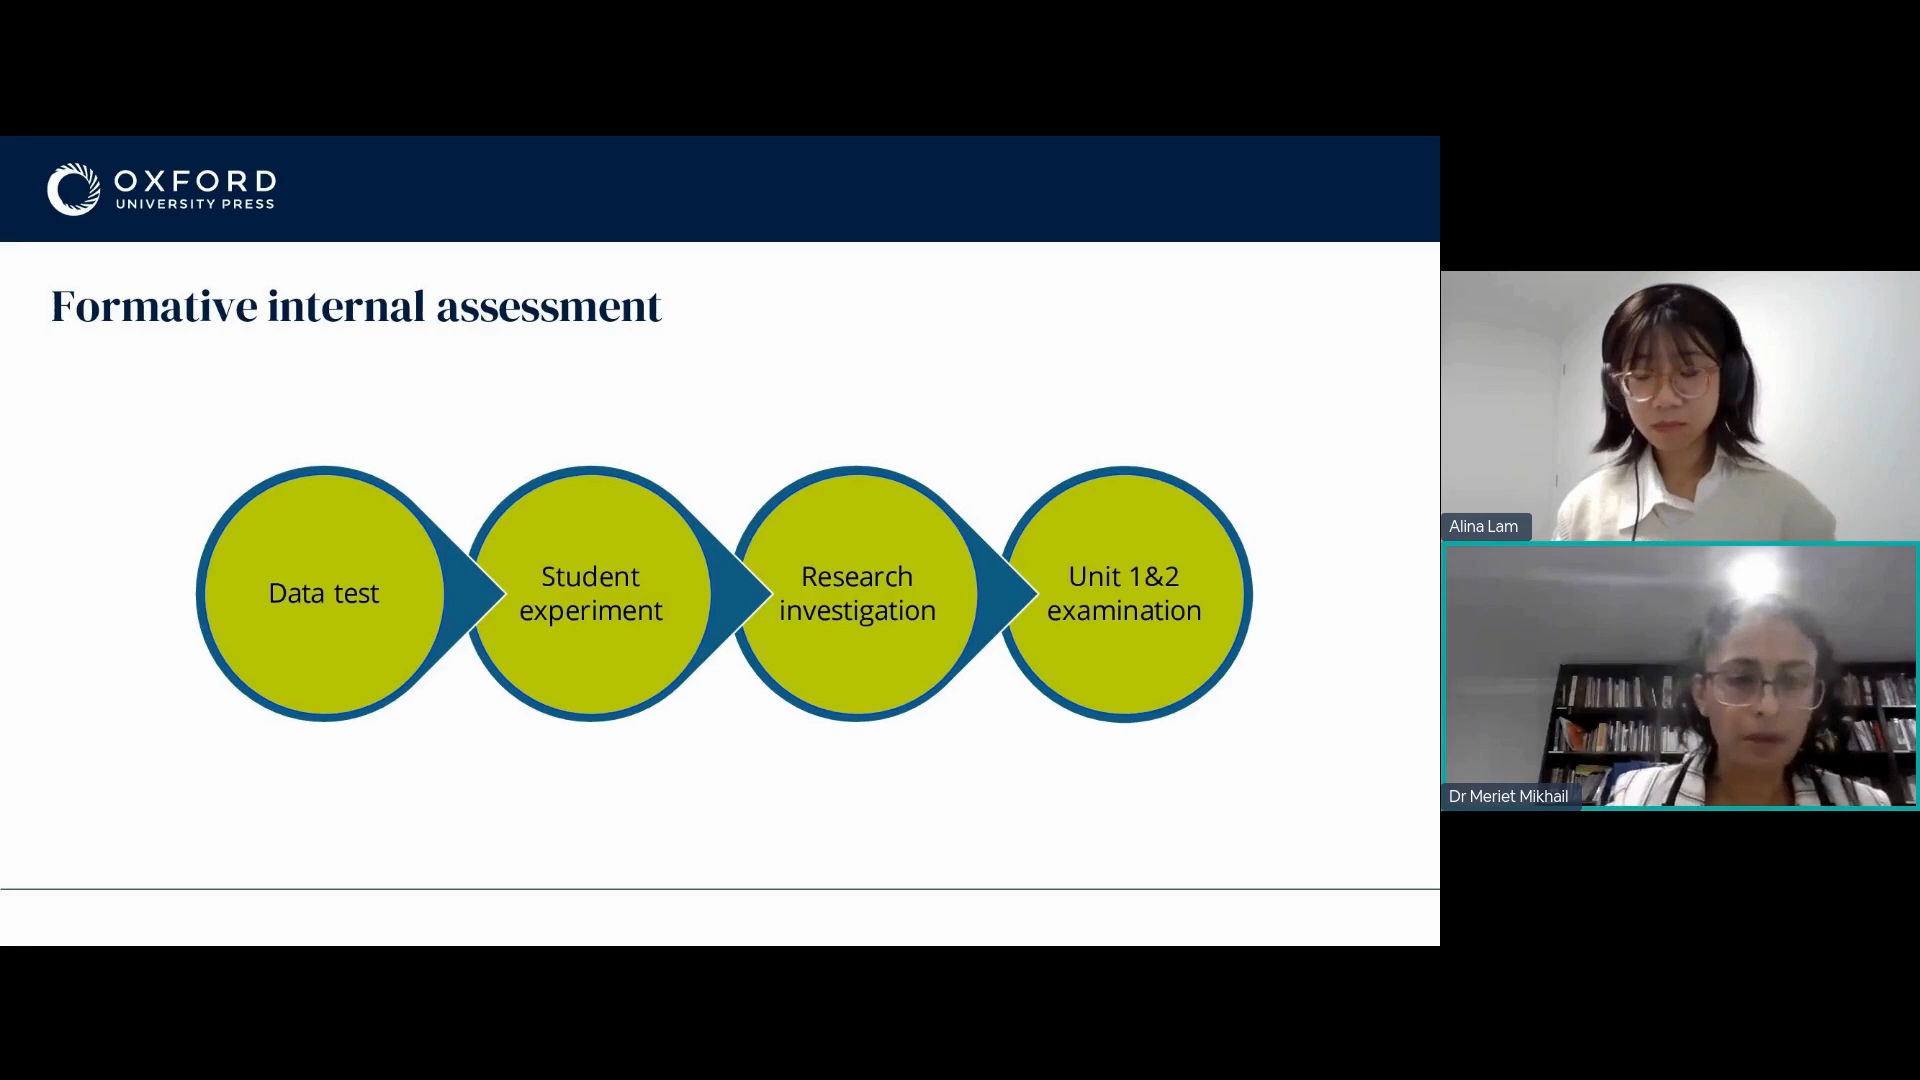 OXFORD
UNIVERSITY PRESS
Formative internal assessment
Data test
Student
experiment
Research
investigation
Unit 1&2
examination
Alina Lam
Dr Meriet Mikhail